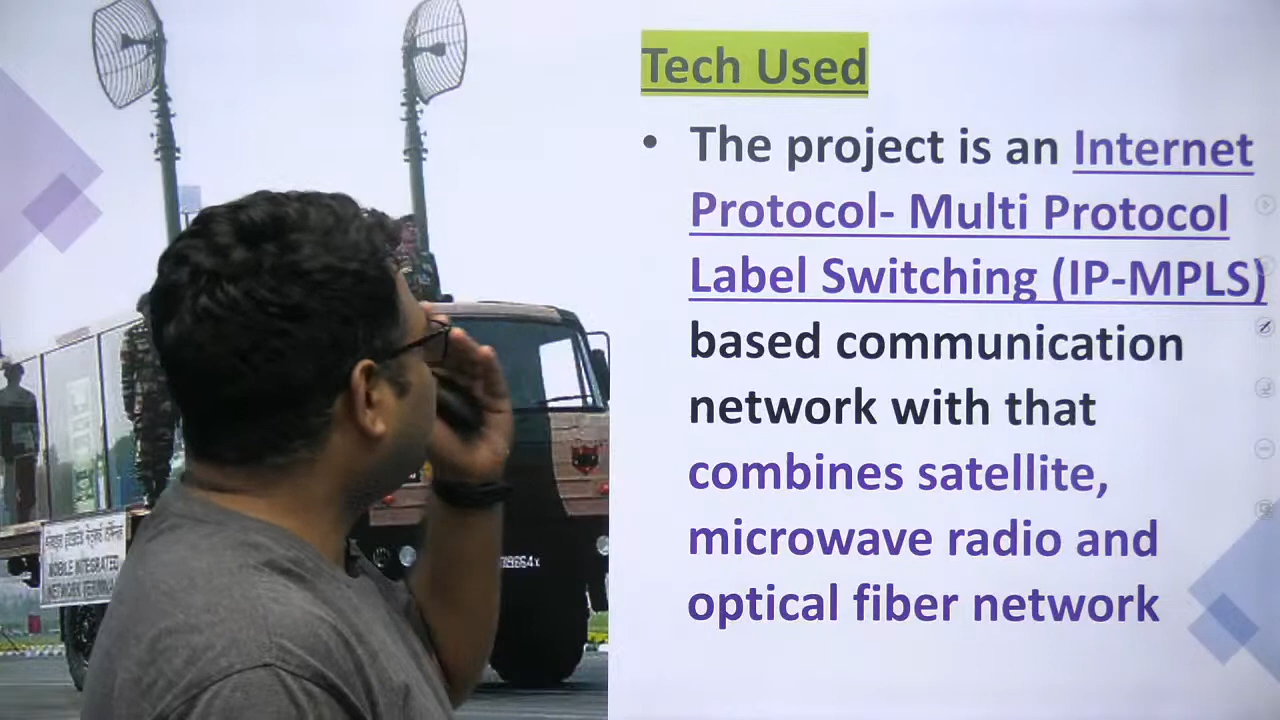 Tech Used
• The project is an Internet
Protocol- Multi Protocol
Label Switching (IP-MPLS)
based communication
network with that
combines satellite,
microwave radio and
optical fiber network
MOBILE INTEGRATED
NETWORK